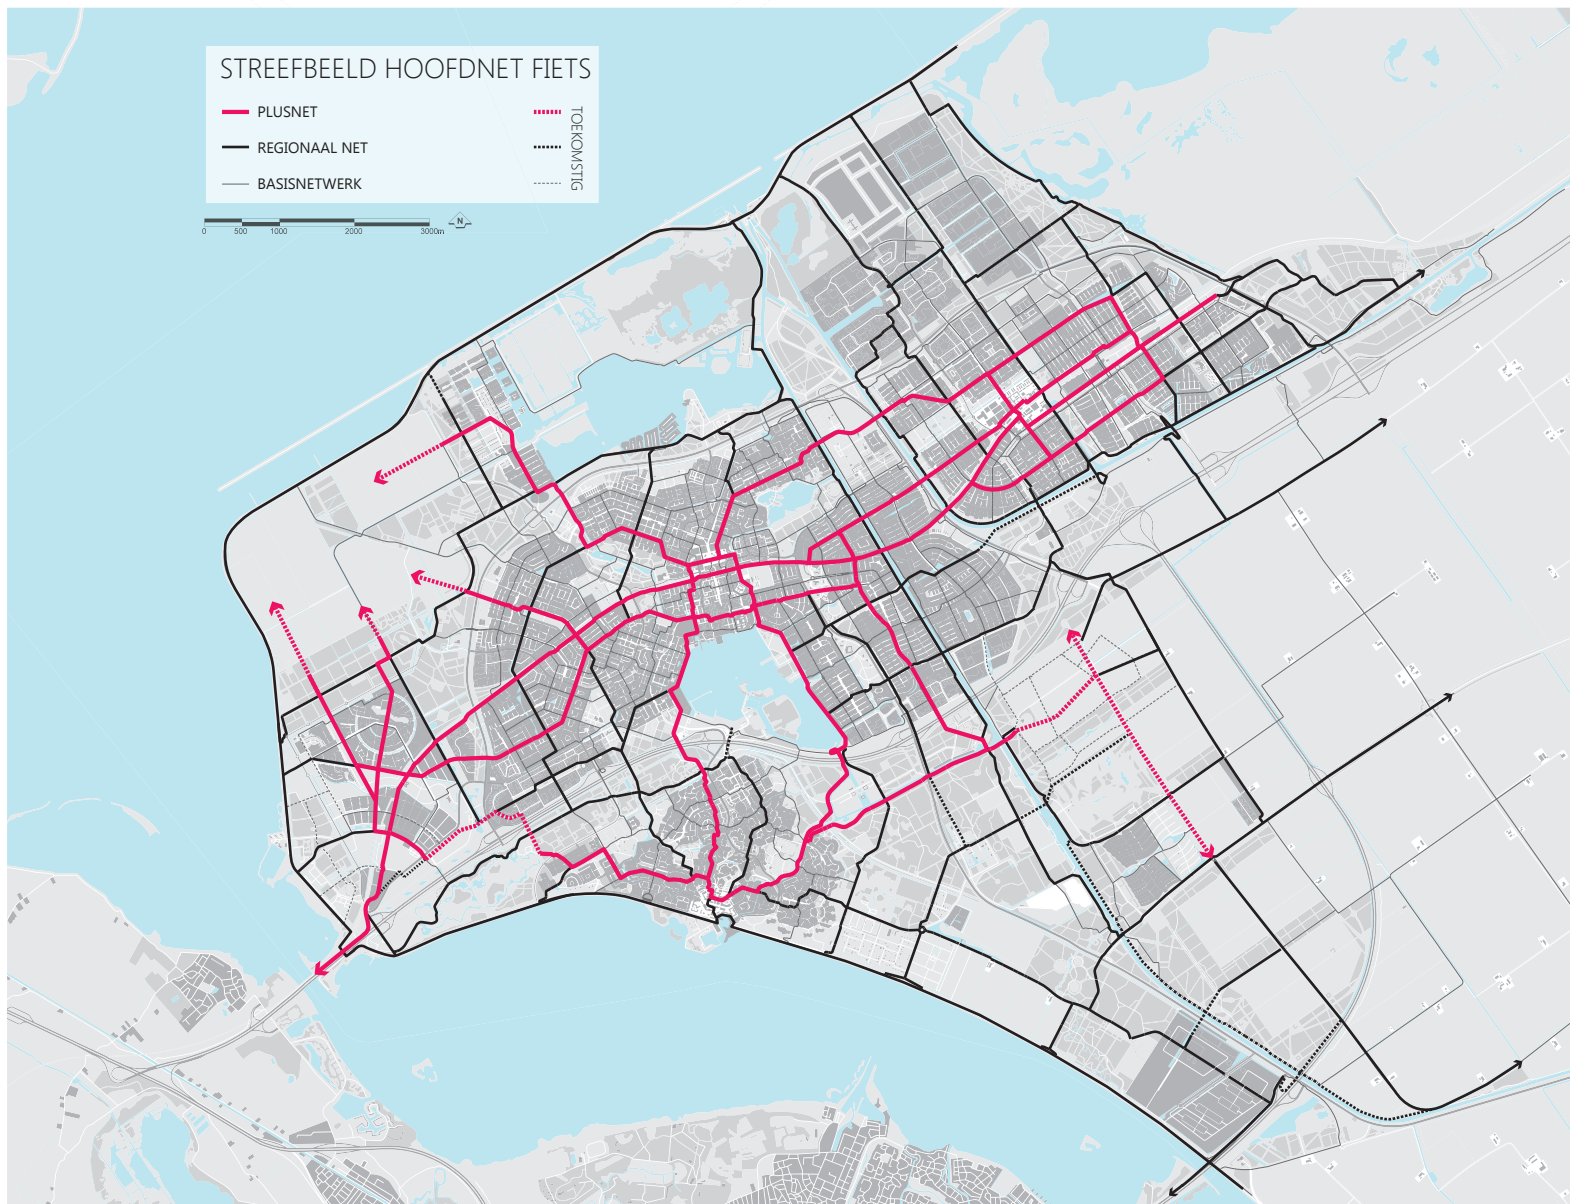 STREEFBEELD HOOFDNET FIETS
PLUSNET
REGIONAAL NET
BASISNETWERK
TOEKOMSTIG
0 500 1000 2000 3000m
N